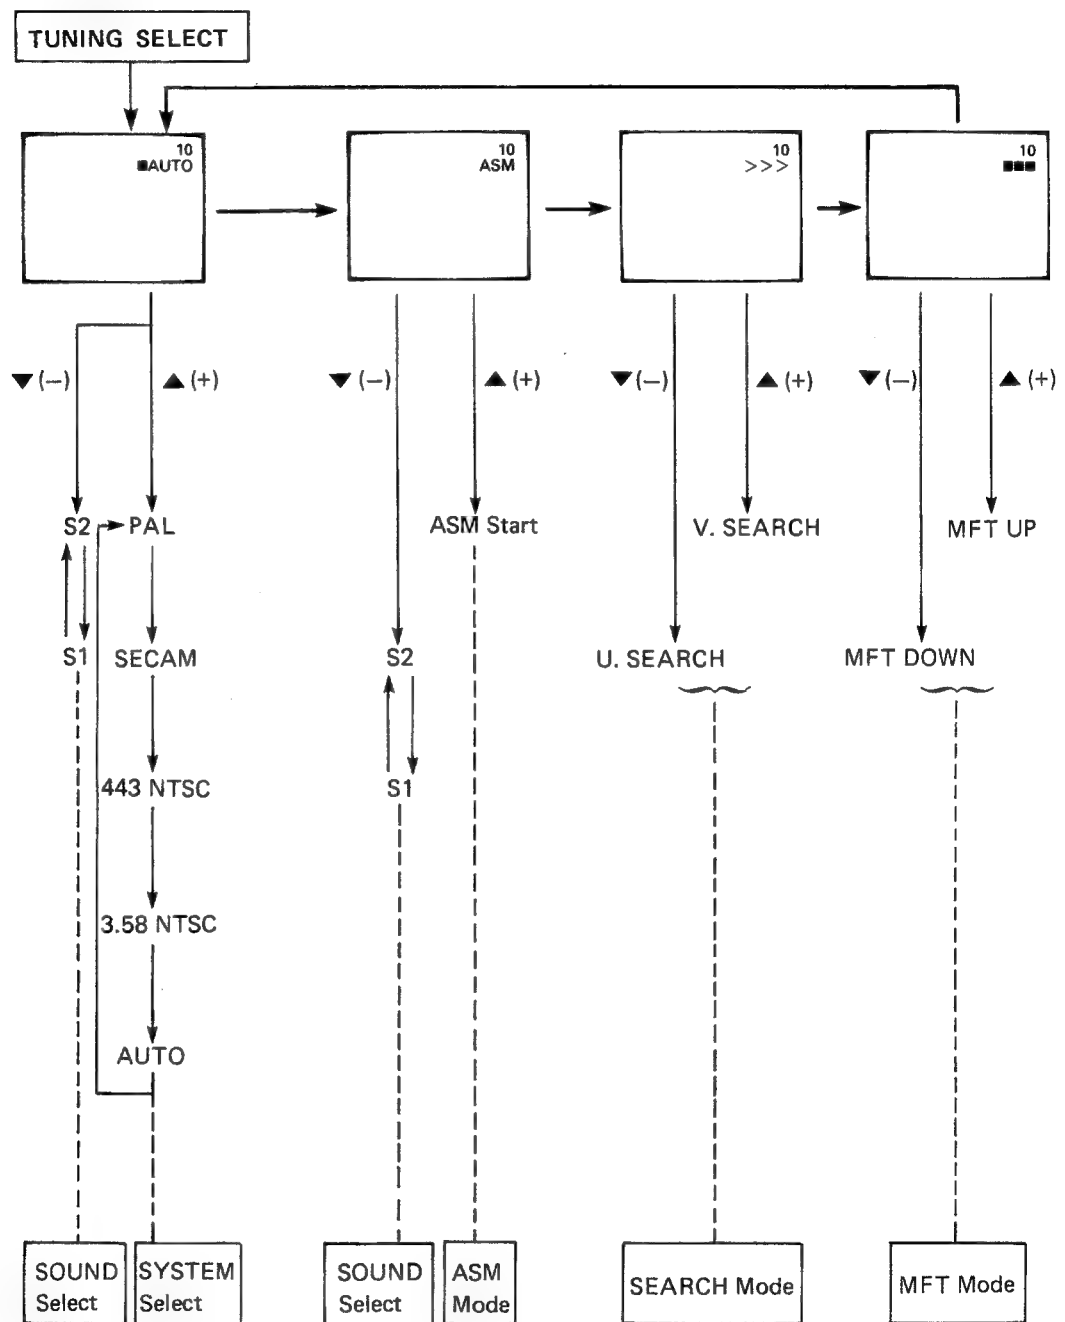 TUNING SELECT
10
■AUTO
10
ASM
10
>>>
10
■■■
▼ (−)
▲ (+)
▼ (−)
▲ (+)
▼ (−)
▲ (+)
▼ (−)
▲ (+)
S2
PAL
ASM Start
V. SEARCH
MFT UP
S1
SECAM
S2
U. SEARCH
MFT DOWN
443 NTSC
S1
3.58 NTSC
AUTO
SOUND
Select
SYSTEM
Select
SOUND
Select
ASM
Mode
SEARCH Mode
MFT Mode